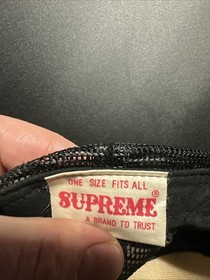 ONE SIZE FITS ALL
SUPREME®
A BRAND TO TRUST